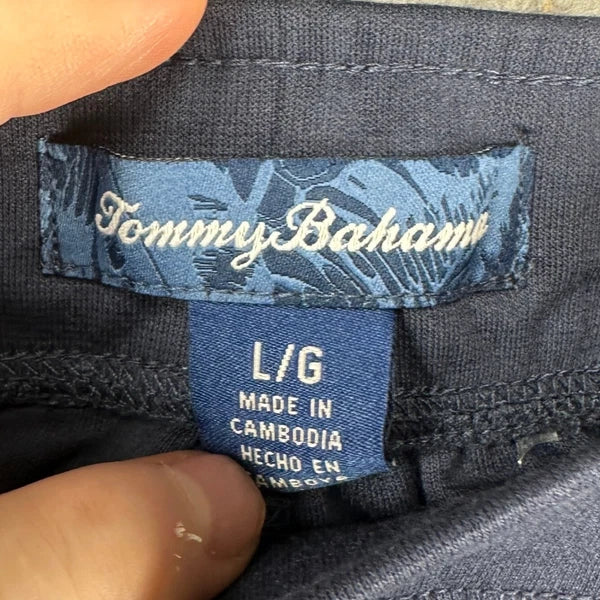 Tommy Bahama
L/G
MADE IN
CAMBODIA
HECHO EN